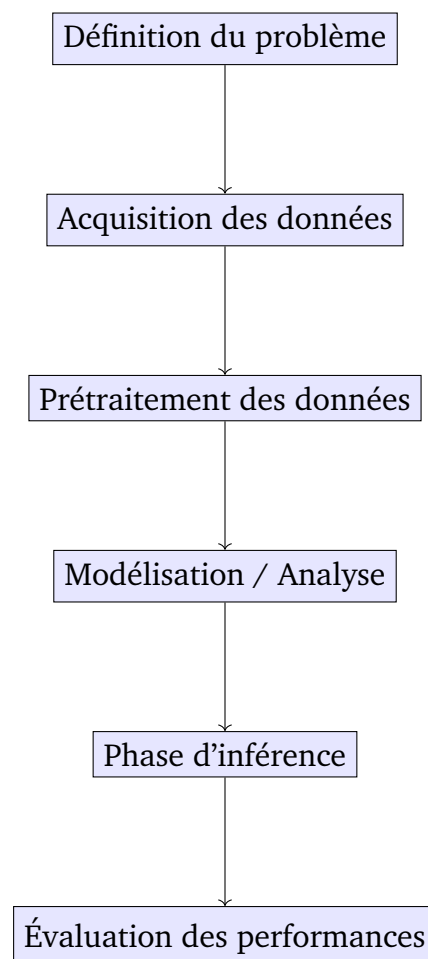 Définition du problème
Acquisition des données
Prétraitement des données
Modélisation / Analyse
Phase d'inférence
Évaluation des performances